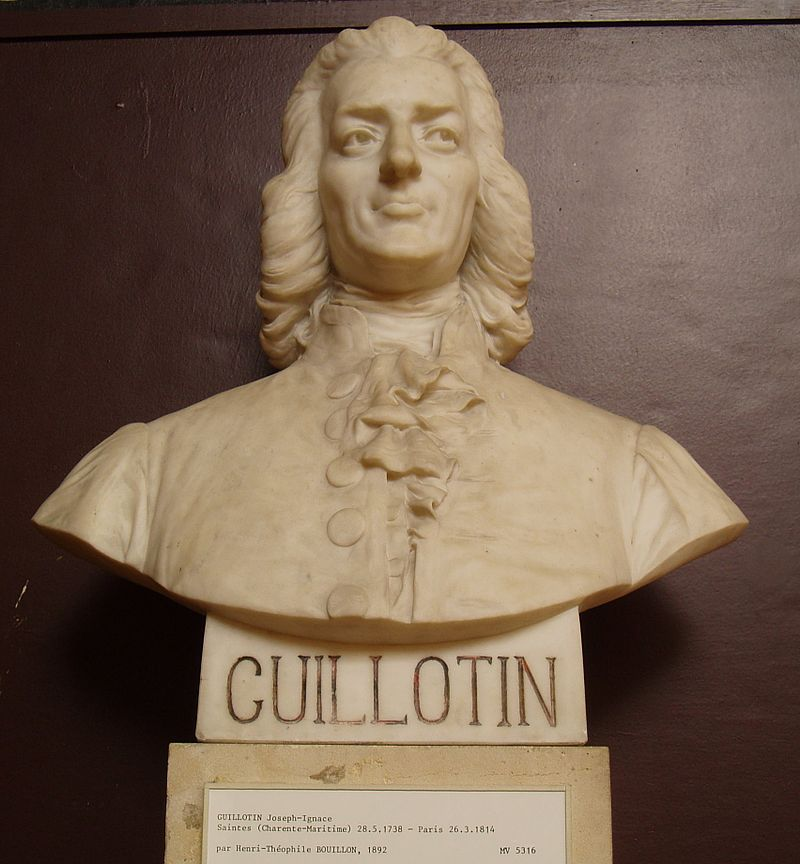 GUILLOTIN
GUILLOTIN Joseph-Ignace
Saintes (Charente-Maritime) 28.5.1738 - Paris 26.3.1814
par Henri-Théophile BOUILLON, 1892 MV 5316